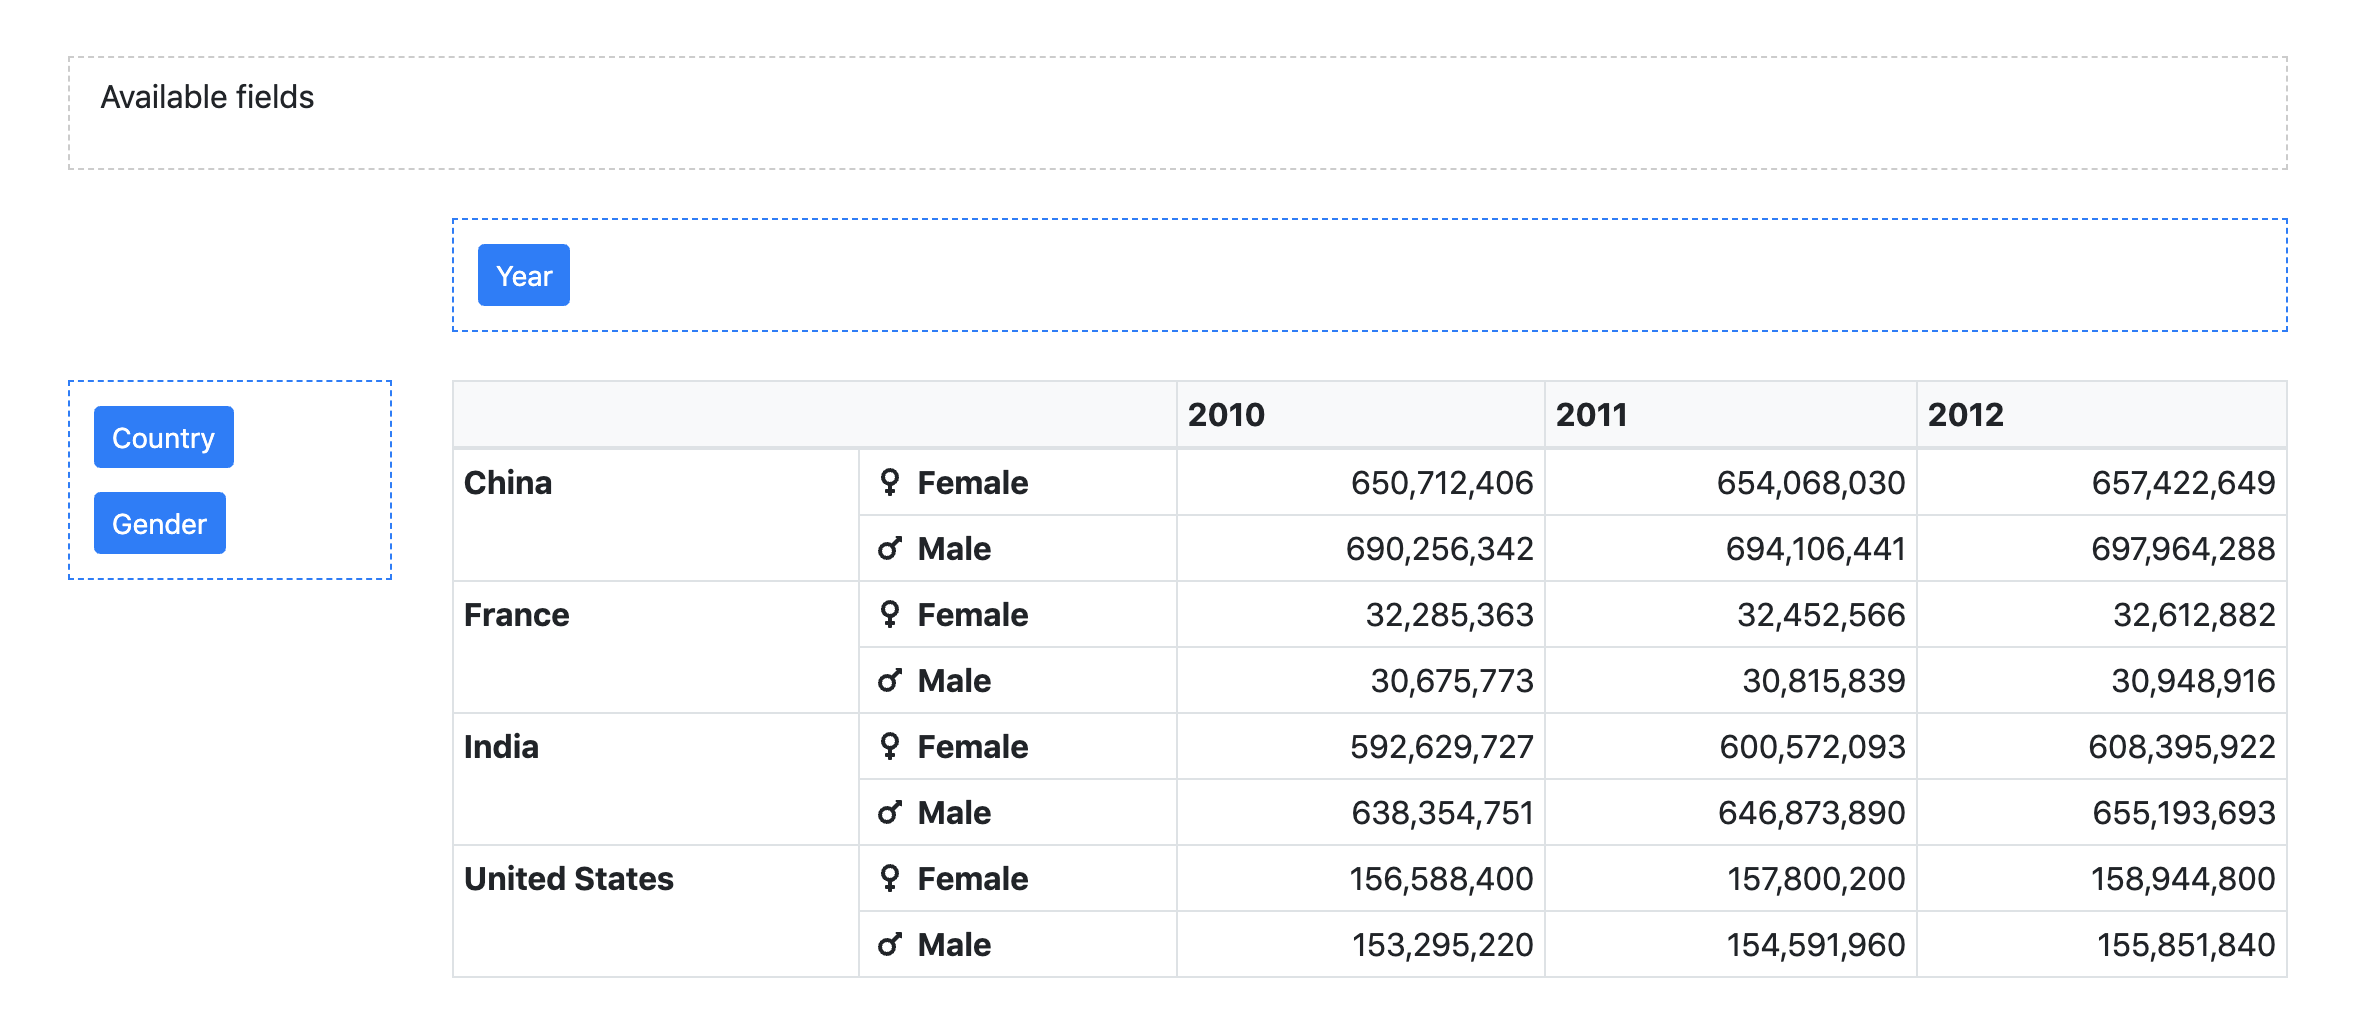 Available fields
Year
Country
Gender
2010 2011 2012
China ♀ Female 650,712,406 654,068,030 657,422,649
♂ Male 690,256,342 694,106,441 697,964,288
France ♀ Female 32,285,363 32,452,566 32,612,882
♂ Male 30,675,773 30,815,839 30,948,916
India ♀ Female 592,629,727 600,572,093 608,395,922
♂ Male 638,354,751 646,873,890 655,193,693
United States ♀ Female 156,588,400 157,800,200 158,944,800
♂ Male 153,295,220 154,591,960 155,851,840